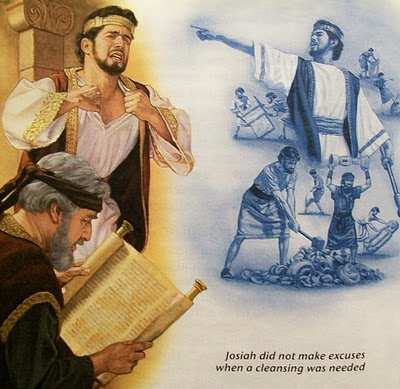 Josiah did not make excuses
when a cleansing was needed